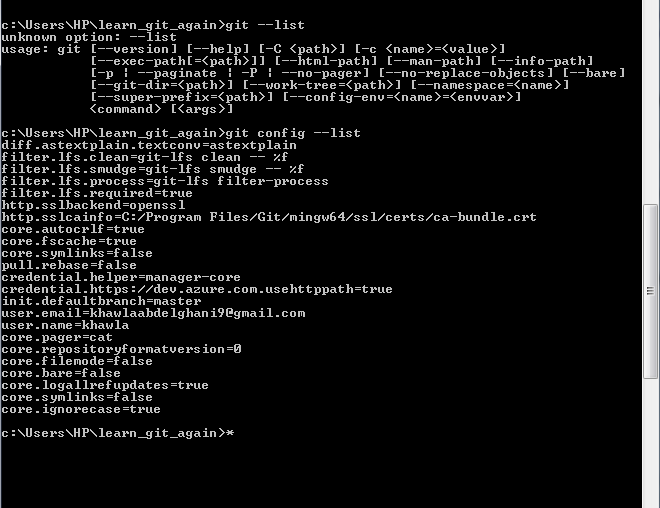 c:\Users\HP\learn_git_again>git --list
unknown option: --list
usage: git [--version] [--help] [-C <path>] [-c <name>=<value>]
           [--exec-path[=<path>]] [--html-path] [--man-path] [--info-path]
           [-p ¦ --paginate ¦ -P ¦ --no-pager] [--no-replace-objects] [--bare]
           [--git-dir=<path>] [--work-tree=<path>] [--namespace=<name>]
           [--super-prefix=<path>] [--config-env=<name>=<envvar>]
           <command> [<args>]
c:\Users\HP\learn_git_again>git config --list
diff.astextplain.textconv=astextplain
filter.lfs.clean=git-lfs clean -- %f
filter.lfs.smudge=git-lfs smudge -- %f
filter.lfs.process=git-lfs filter-process
filter.lfs.required=true
http.sslbackend=openssl
http.sslcainfo=C:/Program Files/Git/mingw64/ssl/certs/ca-bundle.crt
core.autocrlf=true
core.fscache=true
core.symlinks=false
pull.rebase=false
credential.helper=manager-core
credential.https://dev.azure.com.usehttppath=true
init.defaultbranch=master
user.email=khawlaabdelghani9@gmail.com
user.name=khawla
core.pager=cat
core.repositoryformatversion=0
core.filemode=false
core.bare=false
core.logallrefupdates=true
core.symlinks=false
core.ignorecase=true
c:\Users\HP\learn_git_again>*